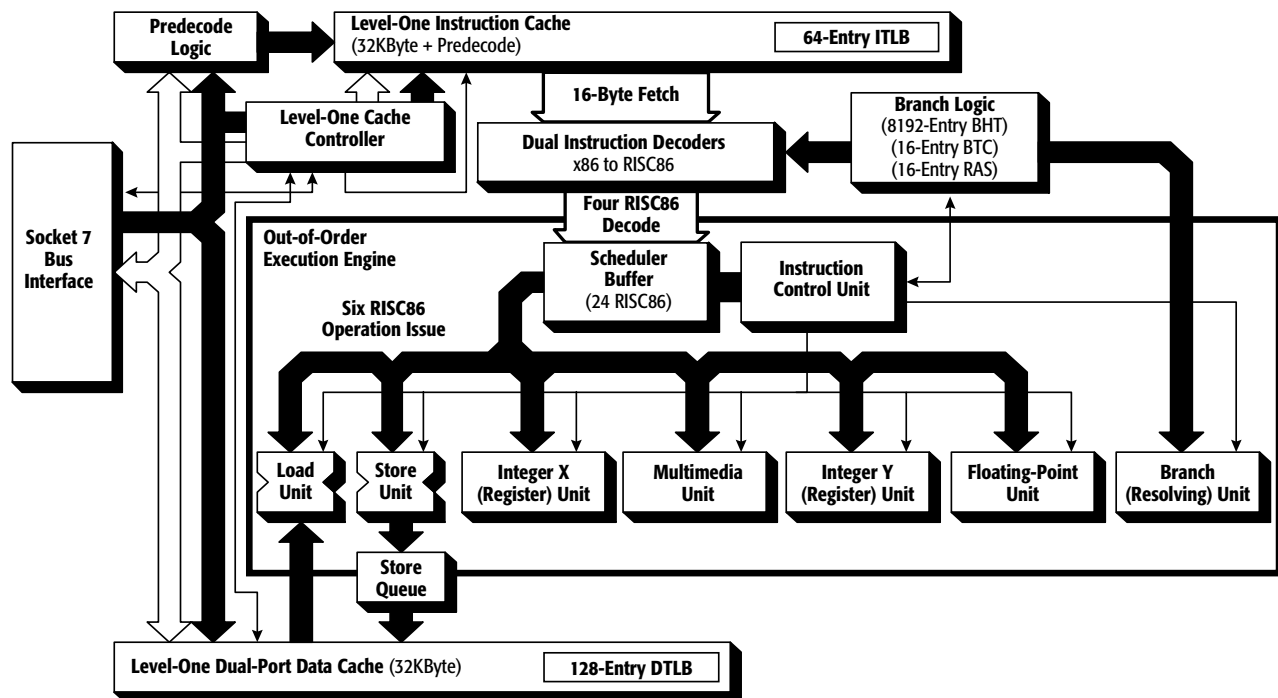 Predecode
Logic
Level-One Instruction Cache
(32KByte + Predecode)
64-Entry ITLB
16-Byte Fetch
Level-One Cache
Controller
Dual Instruction Decoders
x86 to RISC86
Branch Logic
(8192-Entry BHT)
(16-Entry BTC)
(16-Entry RAS)
Four RISC86
Decode
Socket 7
Bus
Interface
Out-of-Order
Execution Engine
Scheduler
Buffer
(24 RISC86)
Instruction
Control Unit
Six RISC86
Operation Issue
Load
Unit
Store
Unit
Integer X
(Register) Unit
Multimedia
Unit
Integer Y
(Register) Unit
Floating-Point
Unit
Branch
(Resolving) Unit
Store
Queue
Level-One Dual-Port Data Cache (32KByte)
128-Entry DTLB